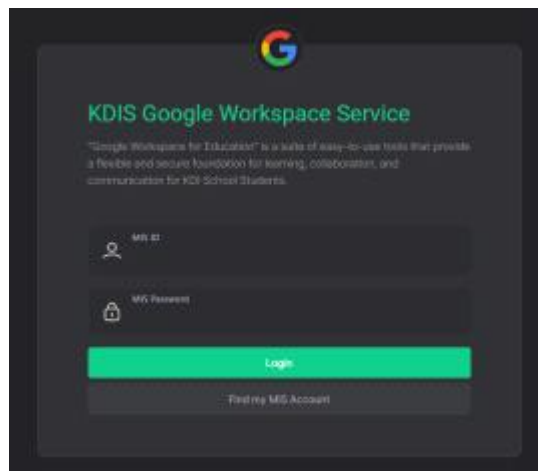 KDIS Google Workspace Service
"Google Workspace for Education" is a suite of easy-to-use tools that provide
a flexible and secure foundation for learning, collaboration, and
communication for KDI School Students.
MIS ID
MIS Password
Login
Find my MIS Account